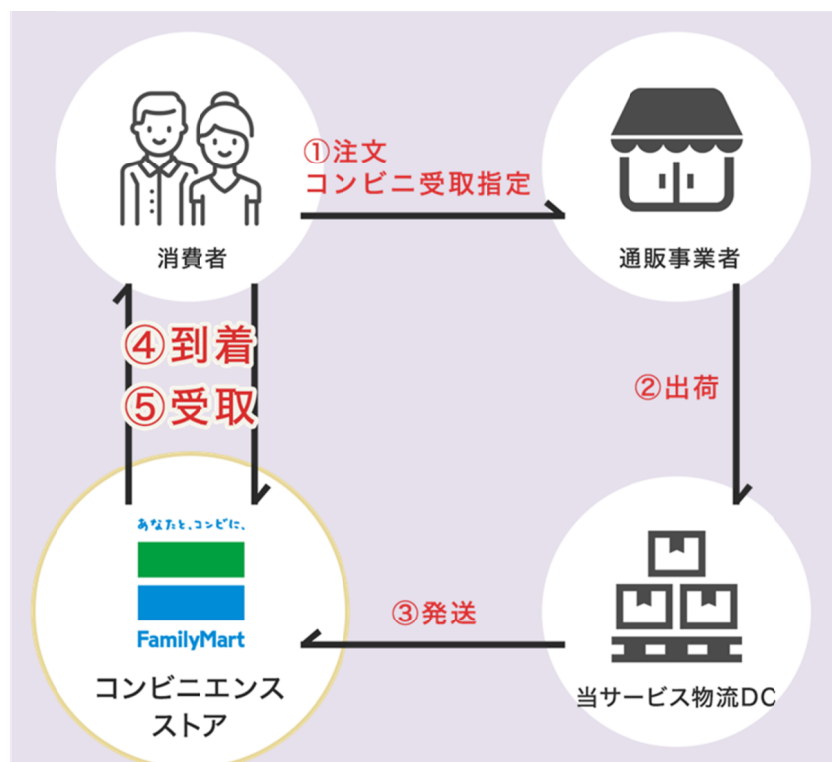 ①注文
コンビニ受取指定
消費者
通販事業者
④到着
⑤受取
②出荷
あなたと、コンビに、
FamilyMart
③発送
コンビニエンス
ストア
当サービス物流DC